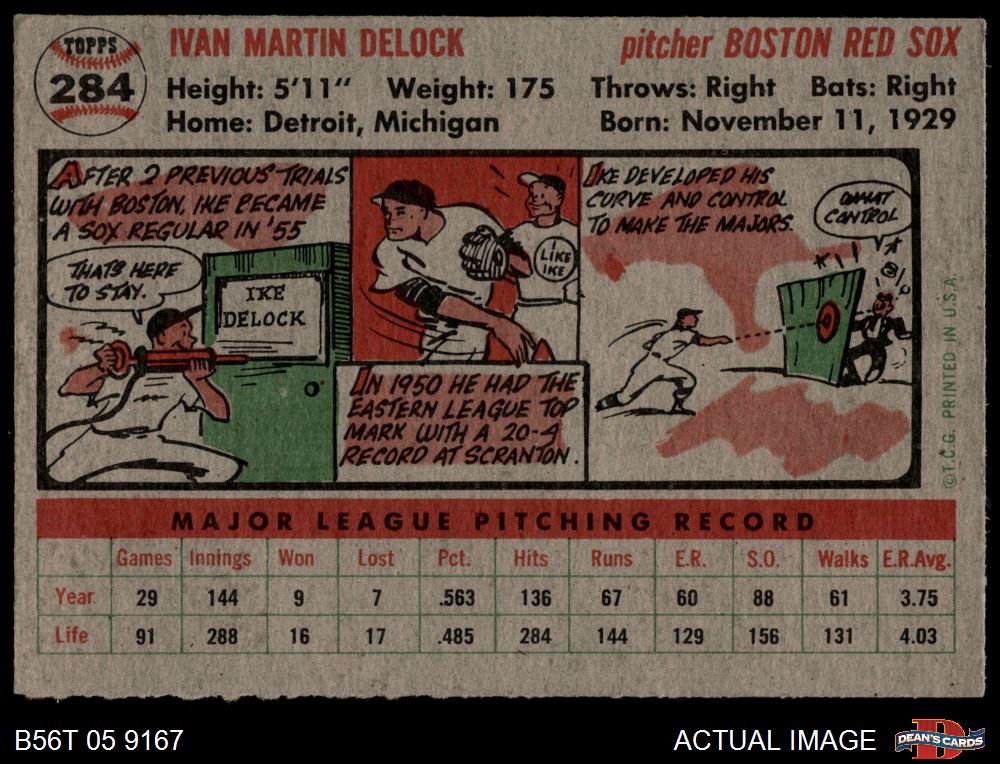 TOPPS
284
IVAN MARTIN DELOCK
pitcher BOSTON RED SOX
Height: 5'11" Weight: 175 Throws: Right Bats: Right
Home: Detroit, Michigan Born: November 11, 1929
AFTER 2 PREVIOUS TRIALS
WITH BOSTON, IKE BECAME
A SOX REGULAR IN '55
THAT'S HERE
TO STAY.
IKE
DELOCK
I LIKE
IKE
IN 1950 HE HAD THE
EASTERN LEAGUE TOP
MARK WITH A 20-4
RECORD AT SCRANTON.
IKE DEVELOPED HIS
CURVE AND CONTROL
TO MAKE THE MAJORS.
CONTROL
©T.C.G. PRINTED IN U.S.A.
MAJOR LEAGUE PITCHING RECORD
Games Innings Won Lost Pct. Hits Runs E.R. S.O. Walks E.R.Avg.
Year 29 144 9 7 .563 136 67 60 88 61 3.75
Life 91 288 16 17 .485 284 144 129 156 131 4.03
B56T 05 9167
ACTUAL IMAGE
D
DEAN'S CARDS